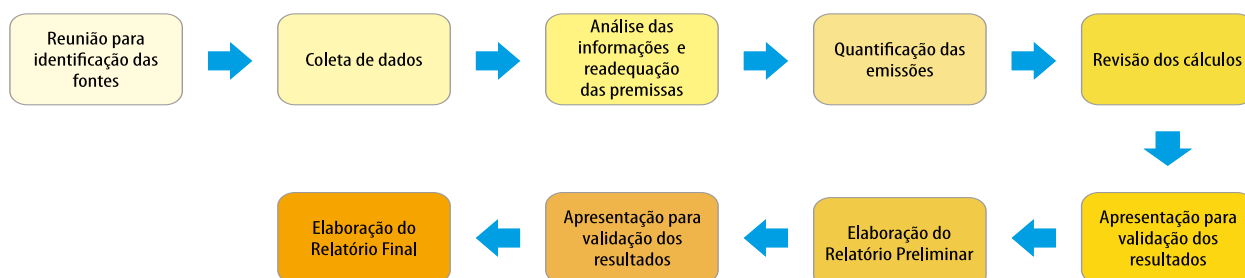 Reunião para
identificação das
fontes
Coleta de dados
Análise das
informações e
readequação
das premissas
Quantificação das
emissões
Revisão dos cálculos
Apresentação para
validação dos
resultados
Elaboração do
Relatório Preliminar
Apresentação para
validação dos
resultados
Elaboração do
Relatório Final